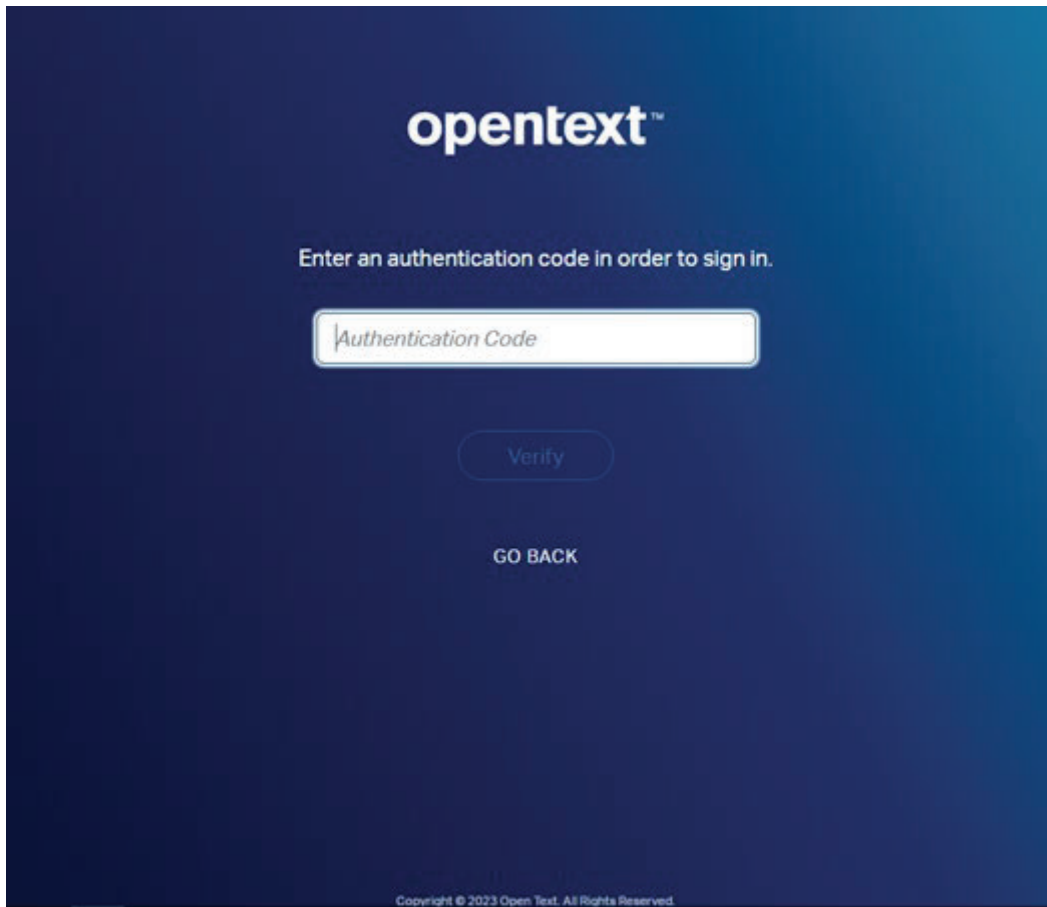 opentext™
Enter an authentication code in order to sign in.
Authentication Code
Verify
GO BACK
Copyright © 2023 Open Text. All Rights Reserved.